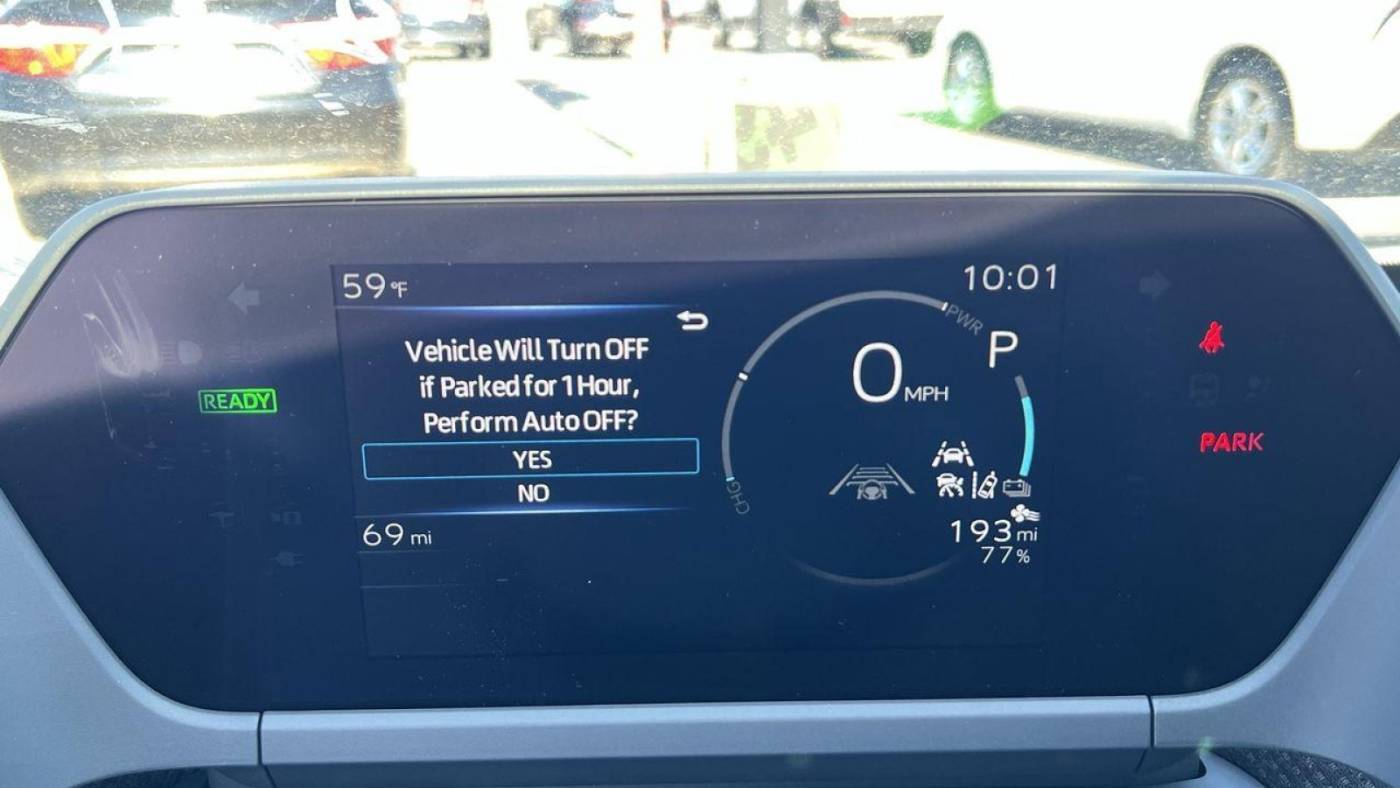 59 °F
10:01
PWR
Vehicle Will Turn OFF
if Parked for 1 Hour,
Perform Auto OFF?
YES
NO
0 MPH
P
READY
PARK
CHG
69 mi
193 mi
77%